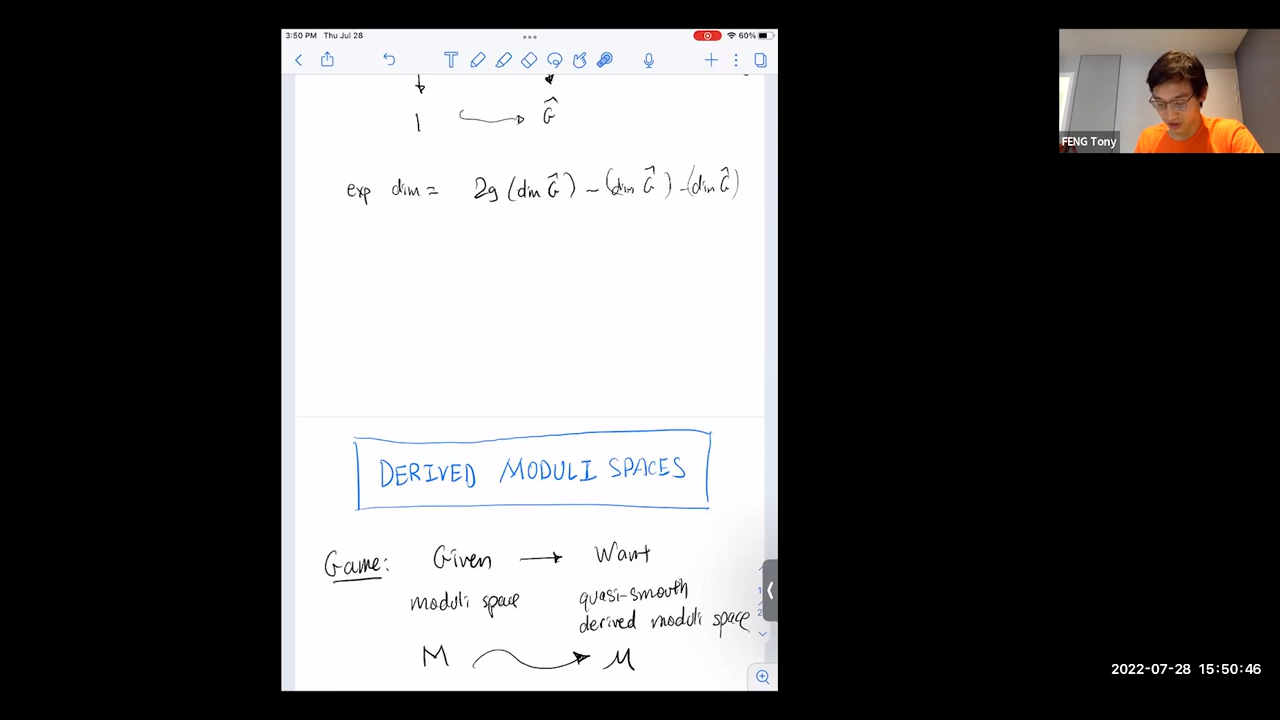 3:50 PM Thu Jul 28
60%
1 → Ĝ
exp dim = 2g (dim Ĝ) - (dim Ĝ) - (dim Ĝ)
DERIVED MODULI SPACES
Game: Given → Want
moduli space quasi-smooth
derived moduli space
M → ℳ
FENG Tony
2022-07-28 15:50:46